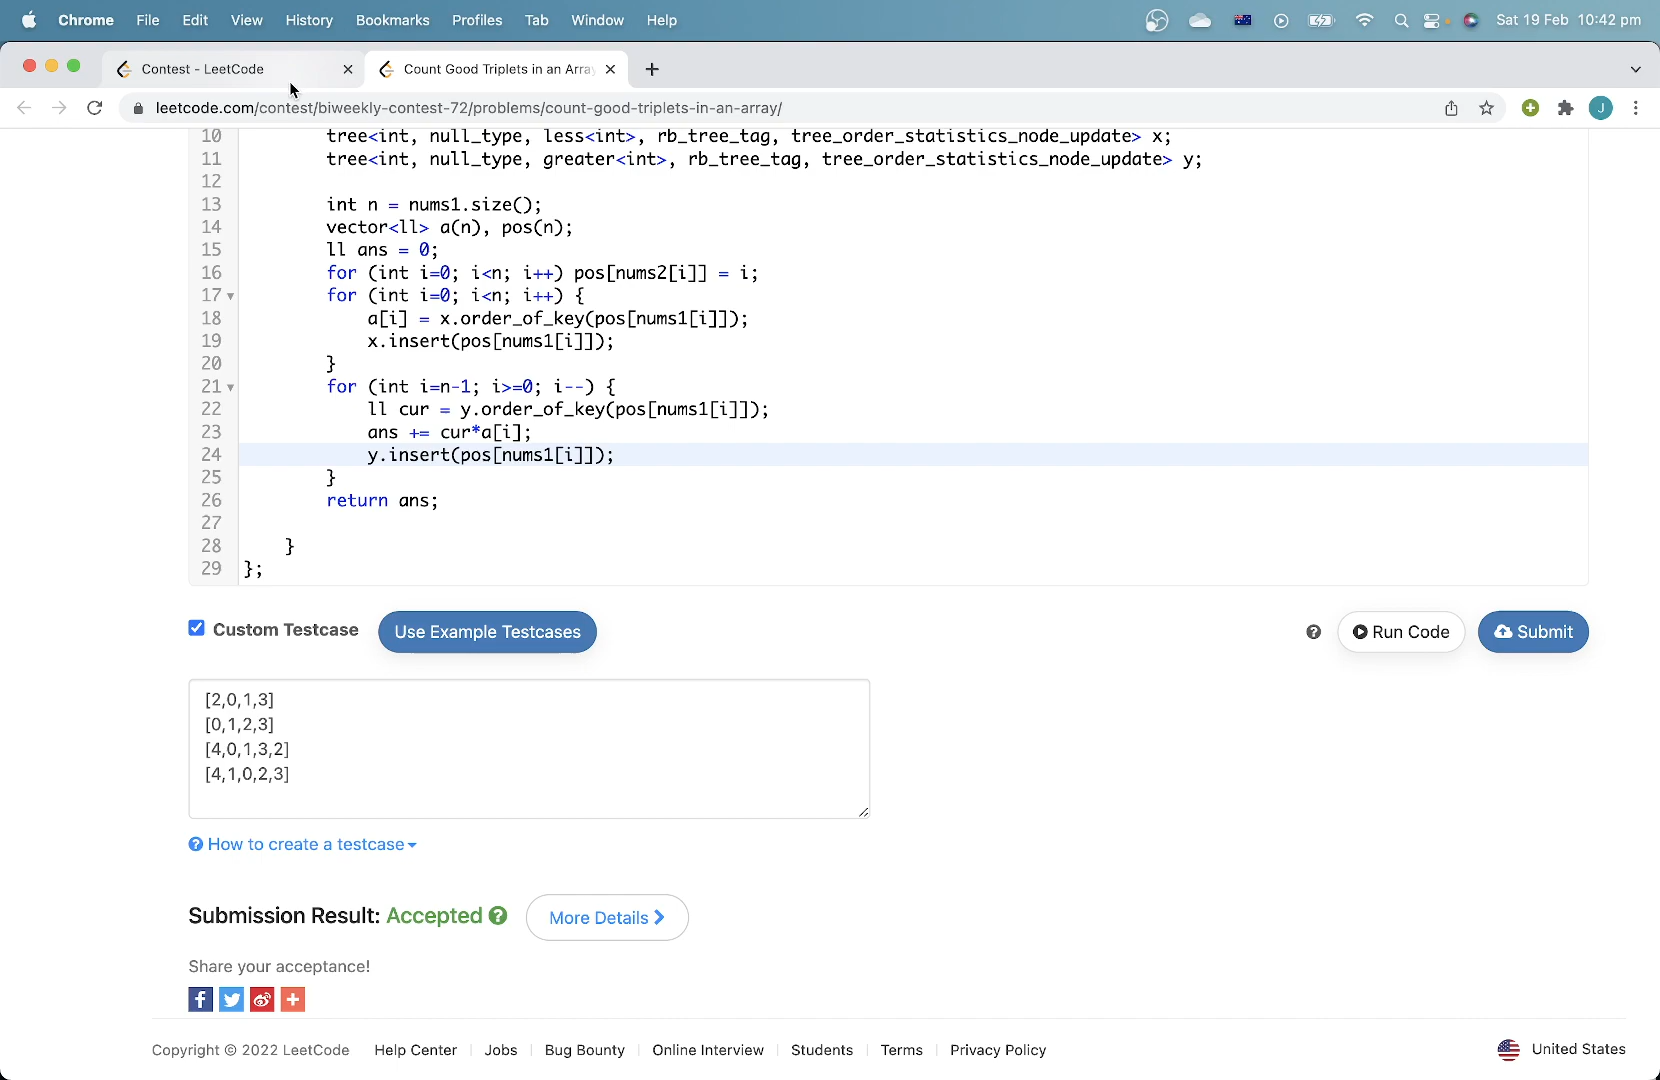 Chrome File Edit View History Bookmarks Profiles Tab Window Help Sat 19 Feb 10:42 pm
Contest - LeetCode Count Good Triplets in an Arra
leetcode.com/contest/biweekly-contest-72/problems/count-good-triplets-in-an-array/ J
10 tree<int, null_type, less<int>, rb_tree_tag, tree_order_statistics_node_update> x;
11 tree<int, null_type, greater<int>, rb_tree_tag, tree_order_statistics_node_update> y;
12
13 int n = nums1.size();
14 vector<ll> a(n), pos(n);
15 ll ans = 0;
16 for (int i=0; i<n; i++) pos[nums2[i]] = i;
17 for (int i=0; i<n; i++) {
18 a[i] = x.order_of_key(pos[nums1[i]]);
19 x.insert(pos[nums1[i]]);
20 }
21 for (int i=n-1; i>=0; i--) {
22 ll cur = y.order_of_key(pos[nums1[i]]);
23 ans += cur*a[i];
24 y.insert(pos[nums1[i]]);
25 }
26 return ans;
27
28 }
29 };
Custom Testcase Use Example Testcases Run Code Submit
[2,0,1,3]
[0,1,2,3]
[4,0,1,3,2]
[4,1,0,2,3]
How to create a testcase
Submission Result: Accepted More Details
Share your acceptance!
Copyright © 2022 LeetCode Help Center Jobs Bug Bounty Online Interview Students Terms Privacy Policy United States